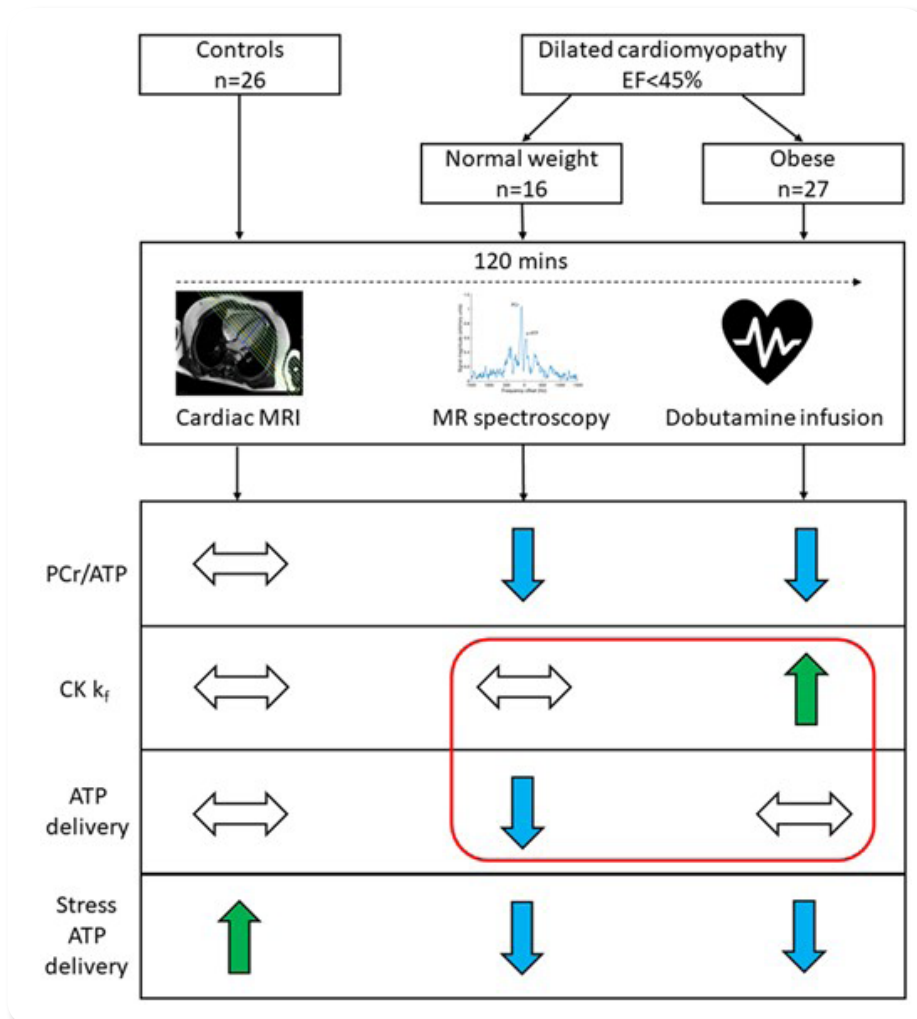 Controls
n=26
Dilated cardiomyopathy
EF<45%
Normal weight
n=16
Obese
n=27
120 mins
PCr
Cardiac MRI
MR spectroscopy
Dobutamine infusion
PCr/ATP
CK kf
ATP
delivery
Stress
ATP
delivery